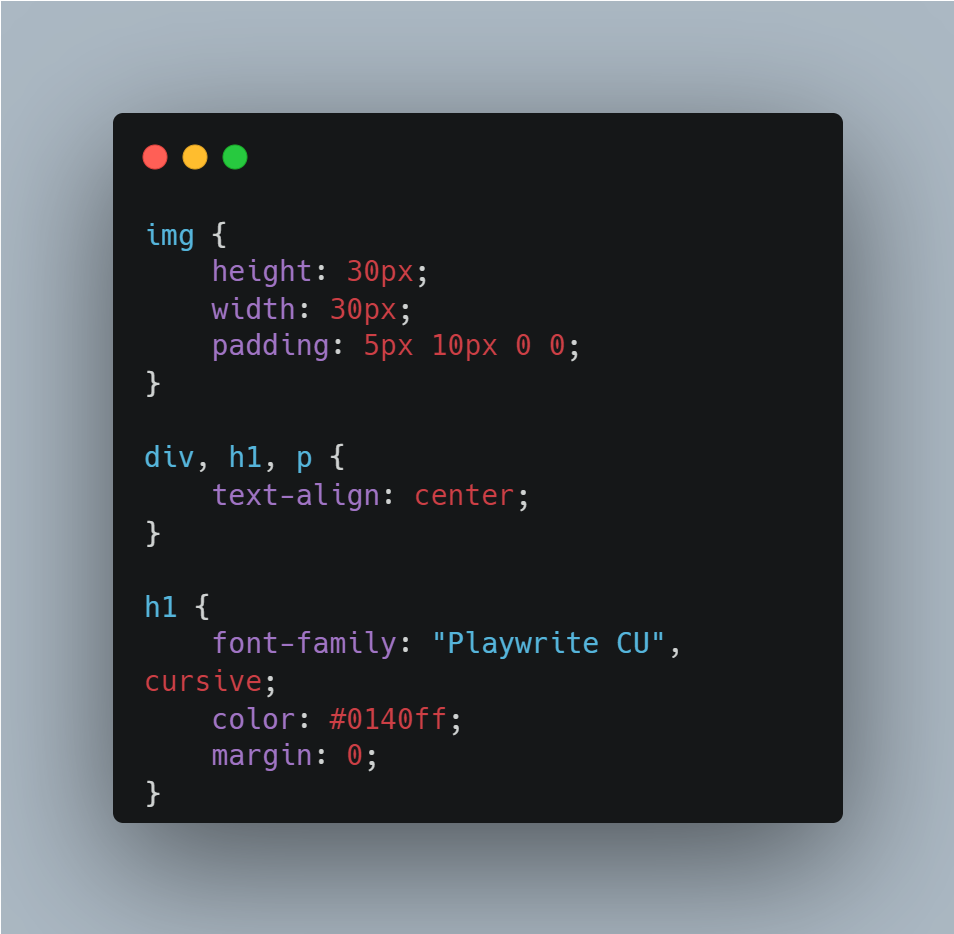 img {
    height: 30px;
    width: 30px;
    padding: 5px 10px 0 0;
}

div, h1, p {
    text-align: center;
}

h1 {
    font-family: "Playwrite CU",
cursive;
    color: #0140ff;
    margin: 0;
}